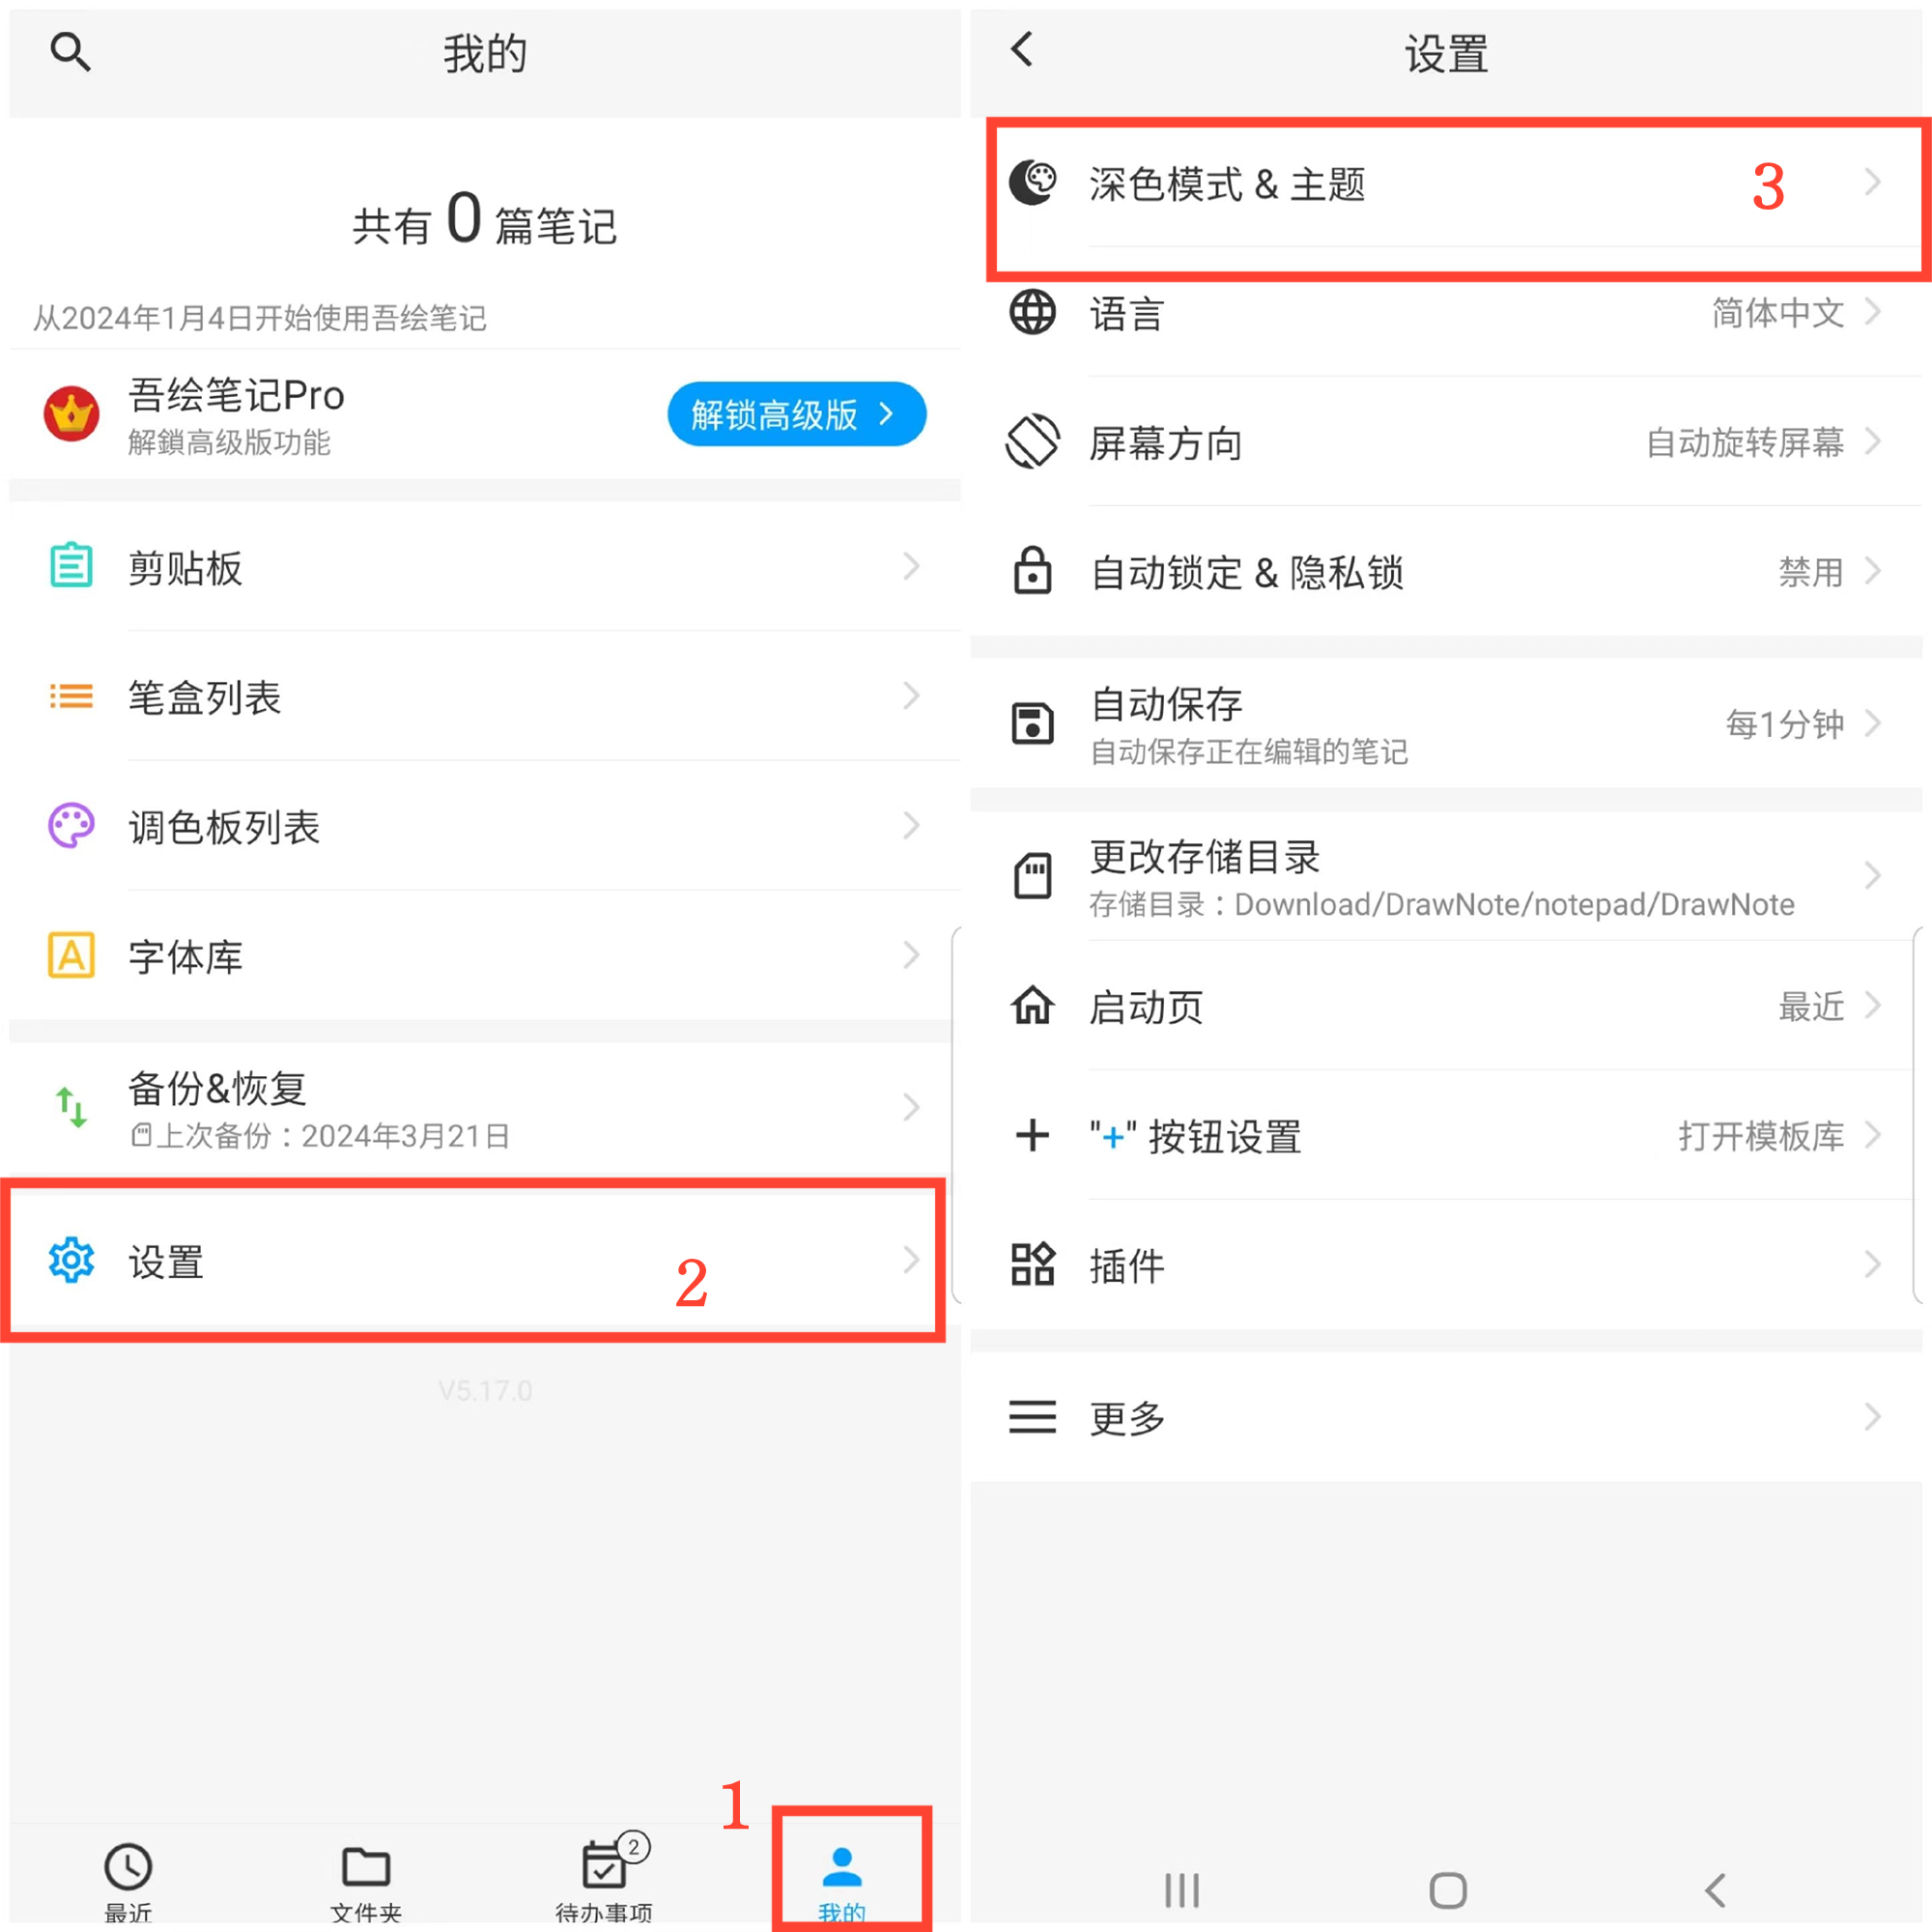 我的
共有 0 篇笔记
从2024年1月4日开始使用吾绘笔记
吾绘笔记Pro
解鎖高级版功能
解锁高级版
剪贴板
笔盒列表
调色板列表
字体库
备份&恢复
上次备份：2024年3月21日
设置
2
V5.17.0
1
最近
文件夹
2
待办事项
我的
设置
深色模式 & 主题
3
语言
简体中文
屏幕方向
自动旋转屏幕
自动锁定 & 隐私锁
禁用
自动保存
自动保存正在编辑的笔记
每1分钟
更改存储目录
存储目录：Download/DrawNote/notepad/DrawNote
启动页
最近
"+" 按钮设置
打开模板库
插件
更多